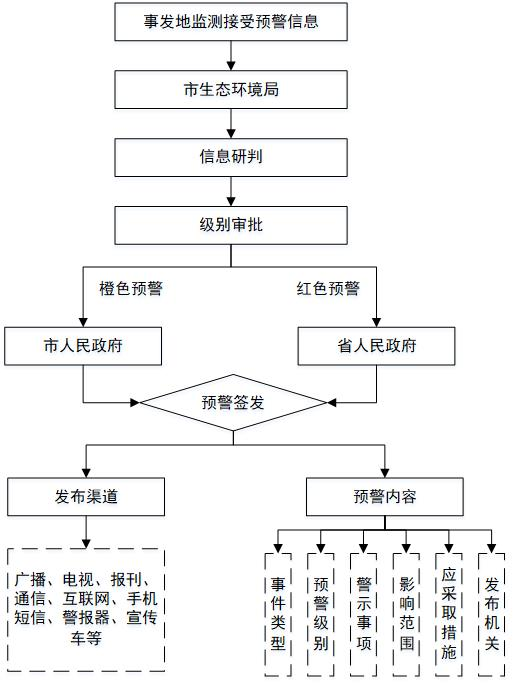 事发地监测接受预警信息
市生态环境局
信息研判
级别审批
橙色预警
红色预警
市人民政府
省人民政府
预警签发
发布渠道
预警内容
广播、电视、报刊、
通信、互联网、手机
短信、警报器、宣传
车等
事件类型
预警级别
警示事项
影响范围
应采取措施
发布机关